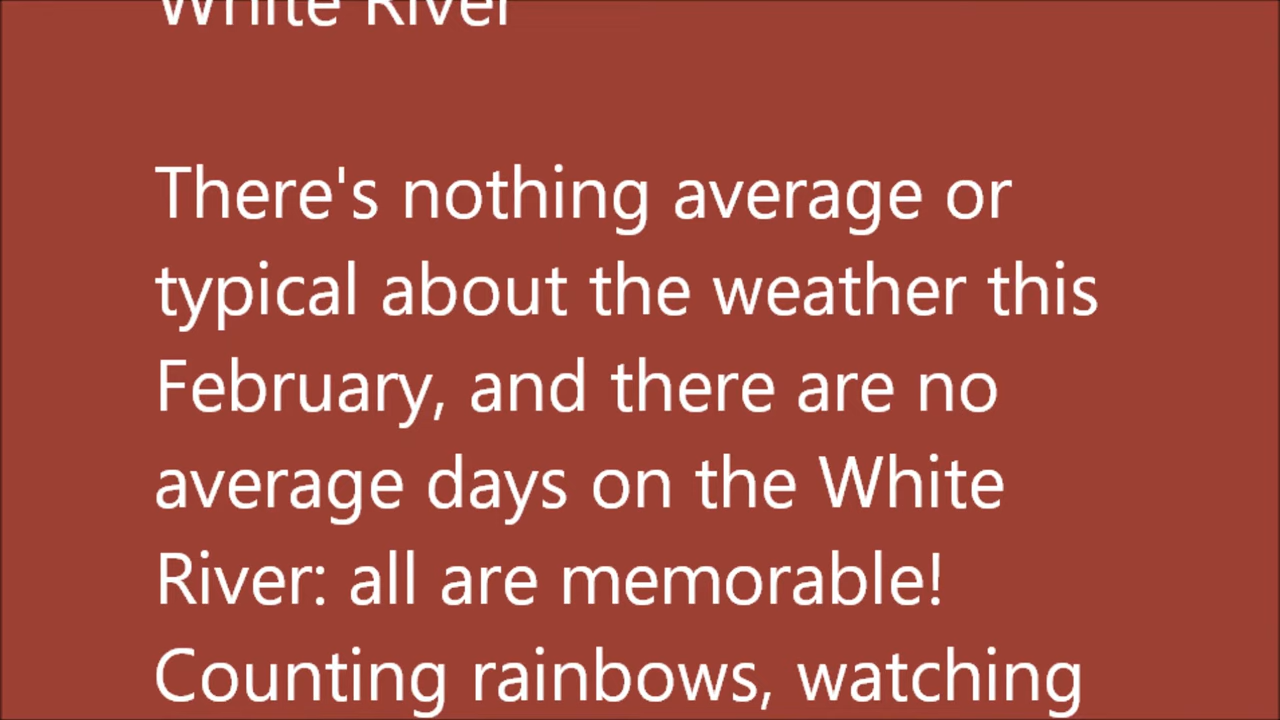 White River
There's nothing average or
typical about the weather this
February, and there are no
average days on the White
River: all are memorable!
Counting rainbows, watching